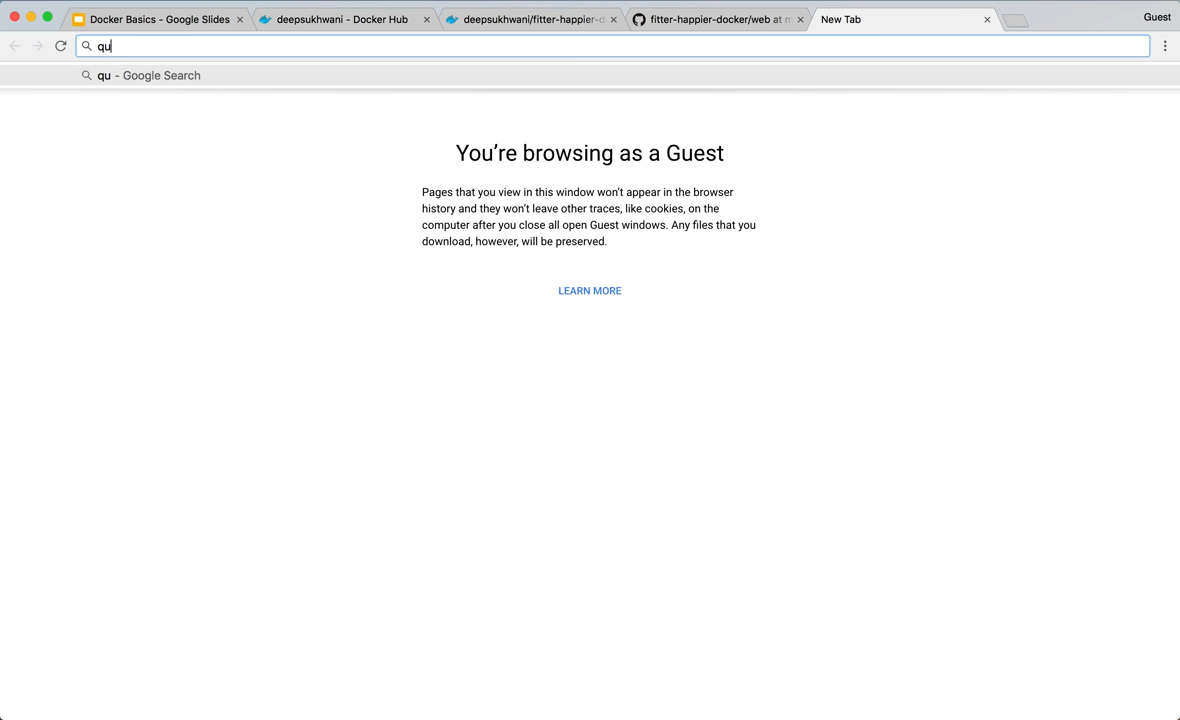 Docker Basics - Google Slides
deepsukhwani - Docker Hub
deepsukhwani/fitter-happier-d
fitter-happier-docker/web at m
New Tab
Guest
qu
qu - Google Search
You're browsing as a Guest
Pages that you view in this window won't appear in the browser
history and they won't leave other traces, like cookies, on the
computer after you close all open Guest windows. Any files that you
download, however, will be preserved.
LEARN MORE